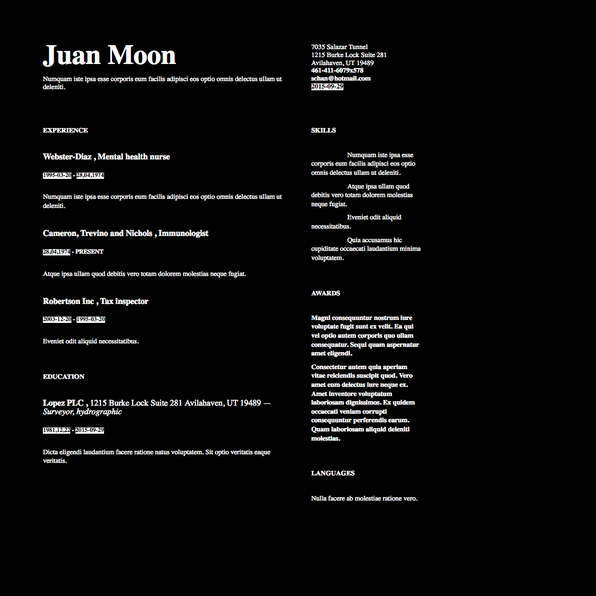 Juan Moon
Numquam iste ipsa esse corporis eum facilis adipisci eos optio omnis delectus ullam ut
deleniti.
7035 Salazar Tunnel
1215 Burke Lock Suite 281
Avilahaven, UT 19489
461-411-6079x578
schan@hotmail.com
2015-09-29
EXPERIENCE
Webster-Diaz , Mental health nurse
1995-03-20 - 28.04.1974
Numquam iste ipsa esse corporis eum facilis adipisci eos optio omnis delectus ullam ut
deleniti.
Cameron, Trevino and Nichols , Immunologist
28.04.1974 - PRESENT
Atque ipsa ullam quod debitis vero totam dolorem molestias neque fugiat.
Robertson Inc , Tax inspector
2003-12-20 - 1995-03-20
Eveniet odit aliquid necessitatibus.
EDUCATION
Lopez PLC , 1215 Burke Lock Suite 281 Avilahaven, UT 19489 —
Surveyor, hydrographic
1981.12.22 - 2015-09-29
Dicta eligendi laudantium facere ratione natus voluptatem. Sit optio veritatis eaque
veritatis.
SKILLS
Numquam iste ipsa esse
corporis eum facilis adipisci eos optio
omnis delectus ullam ut deleniti.
Atque ipsa ullam quod
debitis vero totam dolorem molestias
neque fugiat.
Eveniet odit aliquid
necessitatibus.
Quia accusamus hic
cupiditate occaecati laudantium minima
voluptatem.
AWARDS
Magni consequuntur nostrum iure
voluptate fugit sunt ex velit. Ea qui
vel optio autem corporis quo ullam
consequatur. Sequi quam aspernatur
amet eligendi.
Consectetur autem quia aperiam
vitae reiciendis suscipit quod. Vero
amet eum delectus iure neque ex.
Amet inventore voluptatum
laboriosam dignissimos. Ex quidem
occaecati veniam corrupti
consequuntur perferendis earum.
Quam laboriosam aliquid deleniti
molestias.
LANGUAGES
Nulla facere ab molestiae ratione vero.